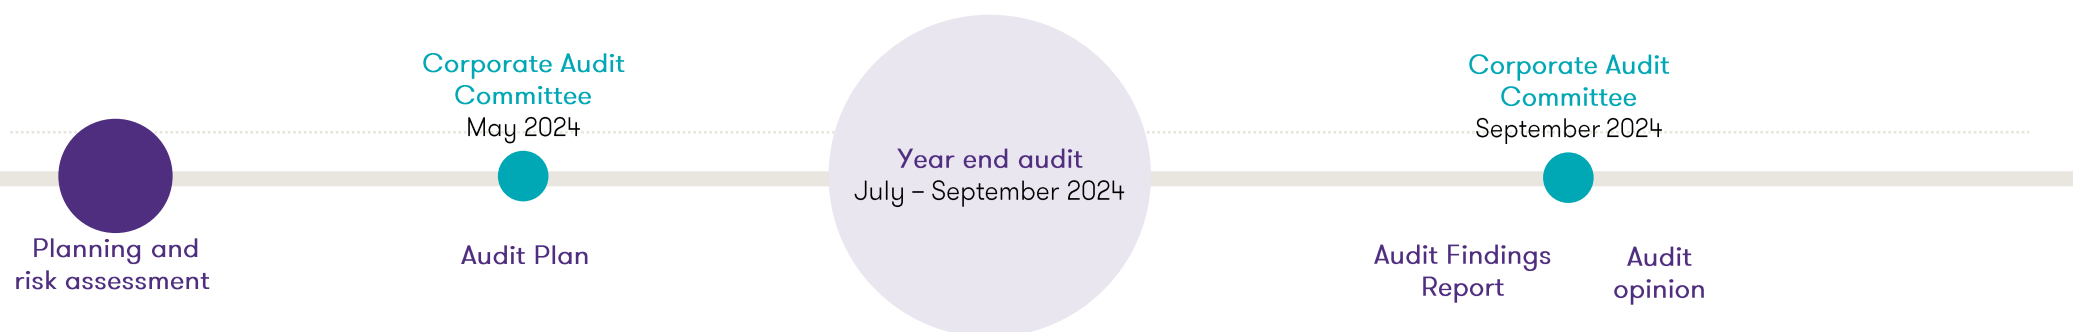 Planning and
risk assessment
Corporate Audit
Committee
May 2024
Audit Plan
Year end audit
July – September 2024
Corporate Audit
Committee
September 2024
Audit Findings
Report
Audit
opinion